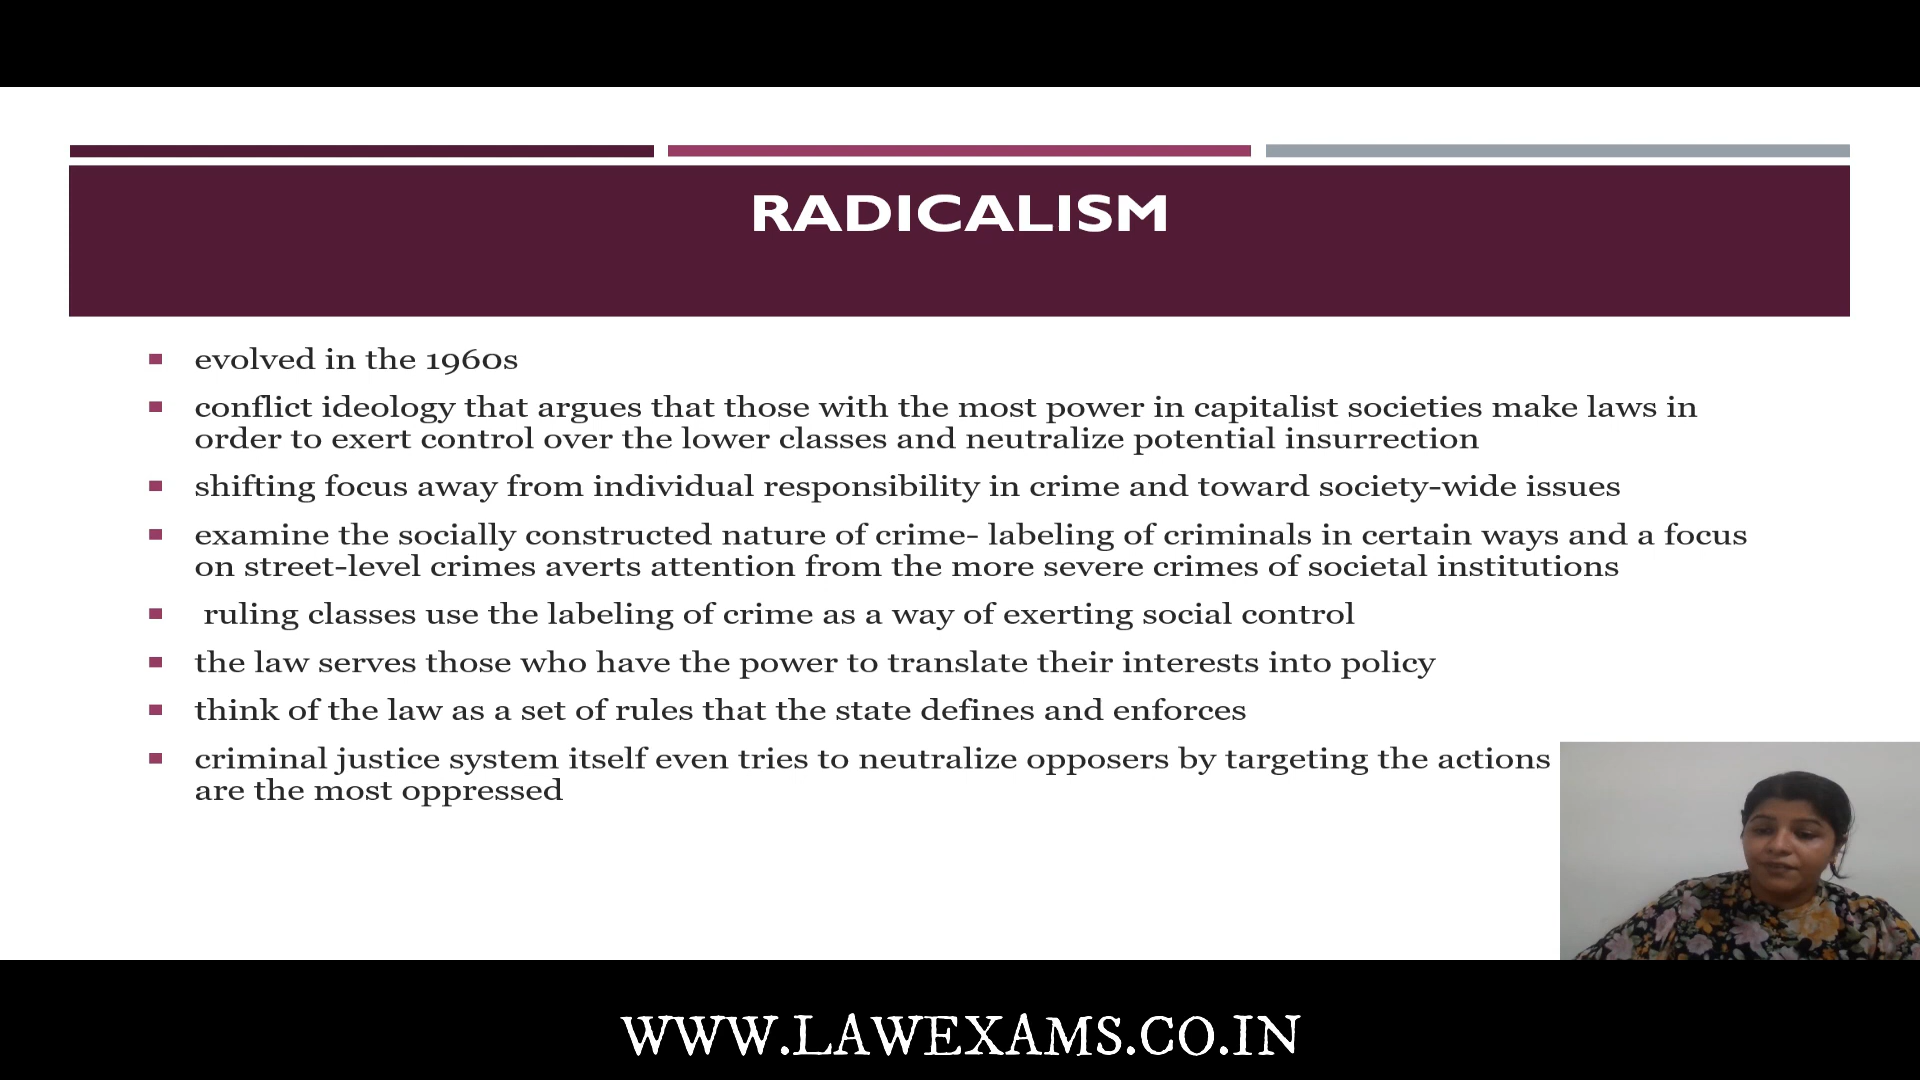 RADICALISM
evolved in the 1960s
conflict ideology that argues that those with the most power in capitalist societies make laws in
order to exert control over the lower classes and neutralize potential insurrection
shifting focus away from individual responsibility in crime and toward society-wide issues
examine the socially constructed nature of crime- labeling of criminals in certain ways and a focus
on street-level crimes averts attention from the more severe crimes of societal institutions
ruling classes use the labeling of crime as a way of exerting social control
the law serves those who have the power to translate their interests into policy
think of the law as a set of rules that the state defines and enforces
criminal justice system itself even tries to neutralize opposers by targeting the actions
are the most oppressed
WWW.LAWEXAMS.CO.IN